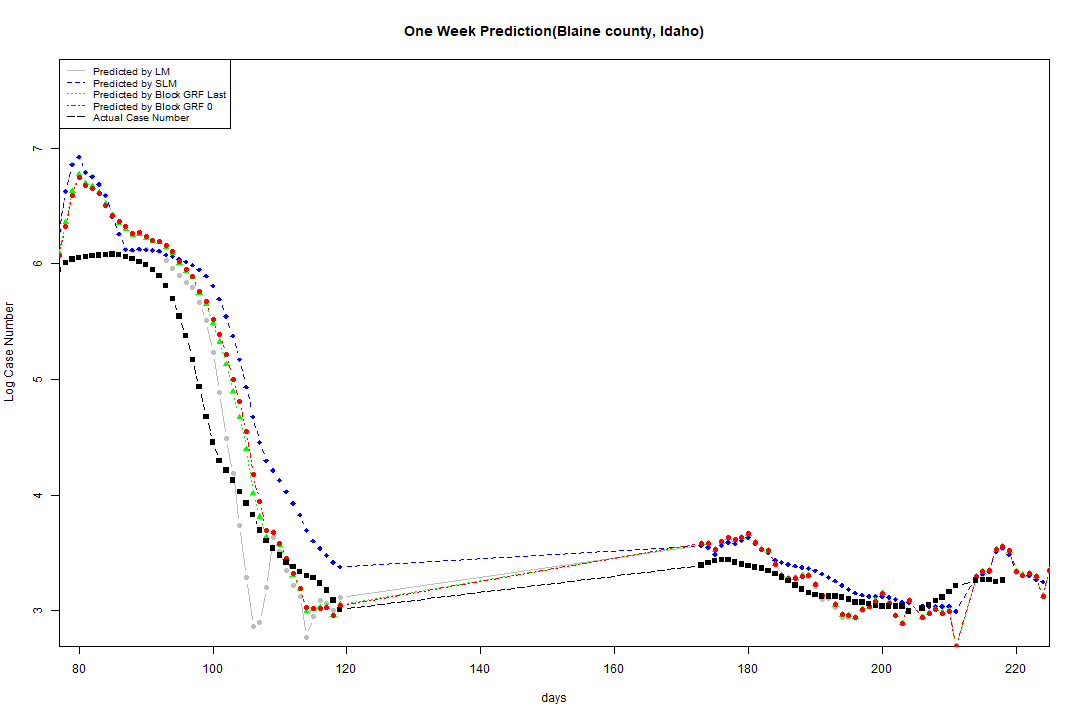 One Week Prediction(Blaine county, Idaho)
Predicted by LM
Predicted by SLM
Predicted by Block GRF Last
Predicted by Block GRF 0
Actual Case Number
7
6
5
4
3
Log Case Number
80 100 120 140 160 180 200 220
days